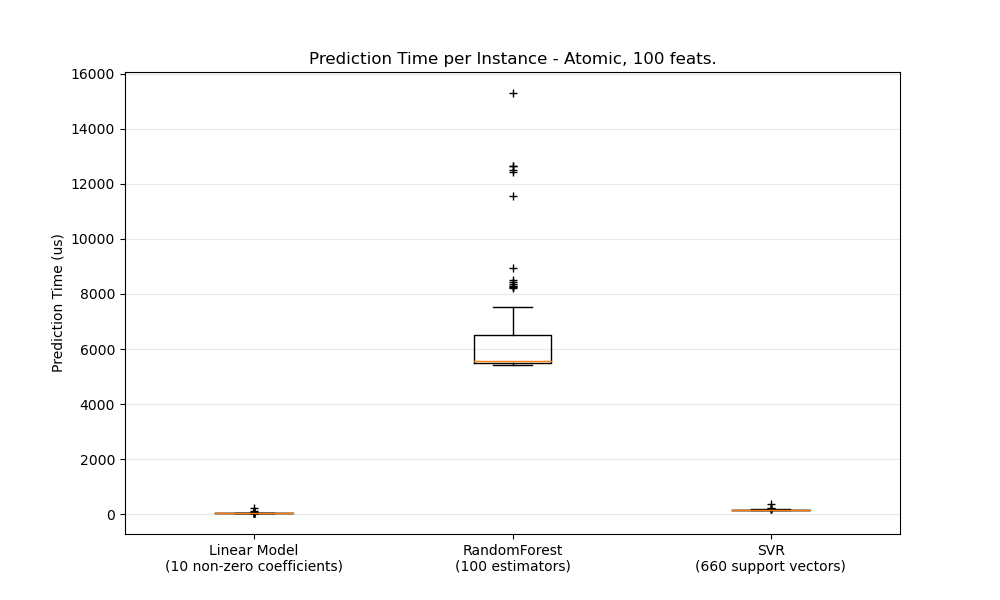 Prediction Time per Instance - Atomic, 100 feats.
16000
14000
12000
10000
8000
6000
4000
2000
0
Prediction Time (us)
Linear Model
(10 non-zero coefficients)
RandomForest
(100 estimators)
SVR
(660 support vectors)